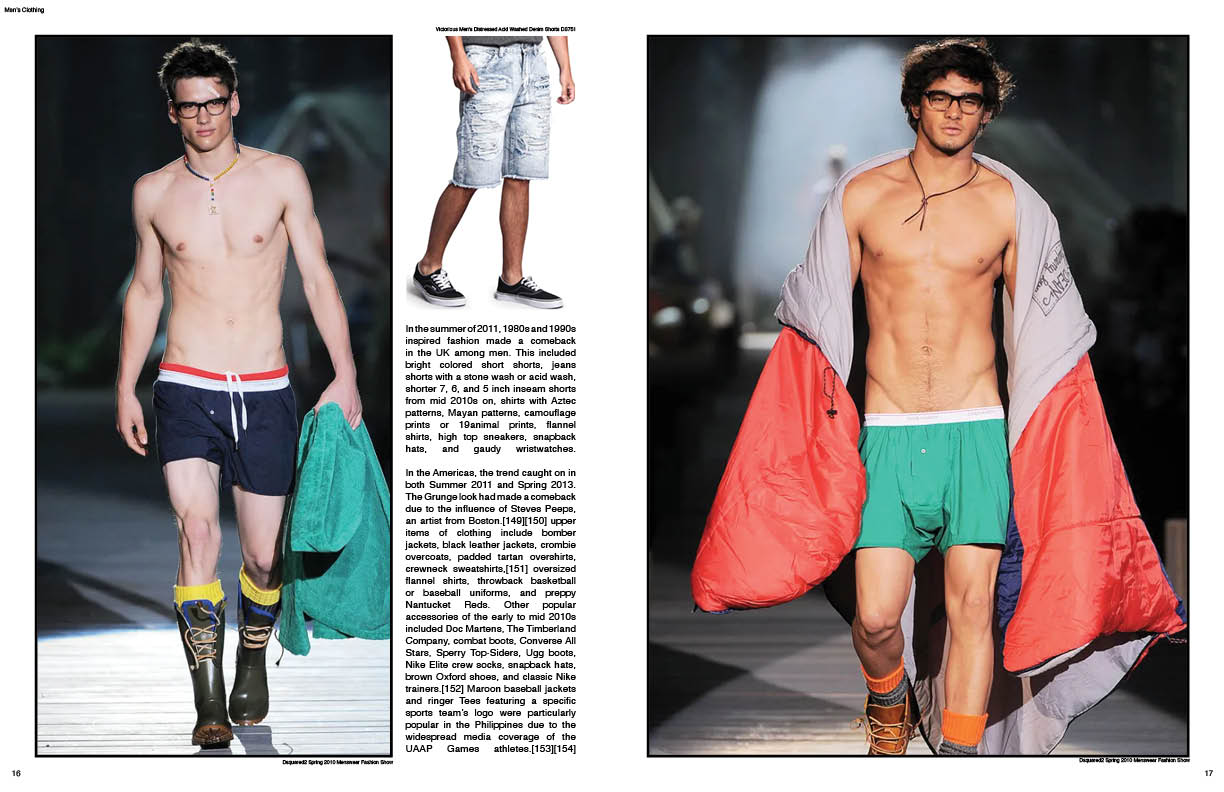 Men's Clothing
Victorious Men's Distressed Acid Washed Denim Shorts DS751
In the summer of 2011, 1980s and 1990s
inspired fashion made a comeback
in the UK among men. This included
bright colored short shorts, jeans
shorts with a stone wash or acid wash,
shorter 7, 6, and 5 inch inseam shorts
from mid 2010s on, shirts with Aztec
patterns, Mayan patterns, camouflage
prints or 19animal prints, flannel
shirts, high top sneakers, snapback
hats, and gaudy wristwatches.
In the Americas, the trend caught on in
both Summer 2011 and Spring 2013.
The Grunge look had made a comeback
due to the influence of Steves Peeps,
an artist from Boston.[149][150] upper
items of clothing include bomber
jackets, black leather jackets, crombie
overcoats, padded tartan overshirts,
crewneck sweatshirts,[151] oversized
flannel shirts, throwback basketball
or baseball uniforms, and preppy
Nantucket Reds. Other popular
accessories of the early to mid 2010s
included Doc Martens, The Timberland
Company, combat boots, Converse All
Stars, Sperry Top-Siders, Ugg boots,
Nike Elite crew socks, snapback hats,
brown Oxford shoes, and classic Nike
trainers.[152] Maroon baseball jackets
and ringer Tees featuring a specific
sports team's logo were particularly
popular in the Philippines due to the
widespread media coverage of the
UAAP Games athletes.[153][154]
Dsquared2 Spring 2010 Menswear Fashion Show
16
Dsquared2 Spring 2010 Menswear Fashion Show
17